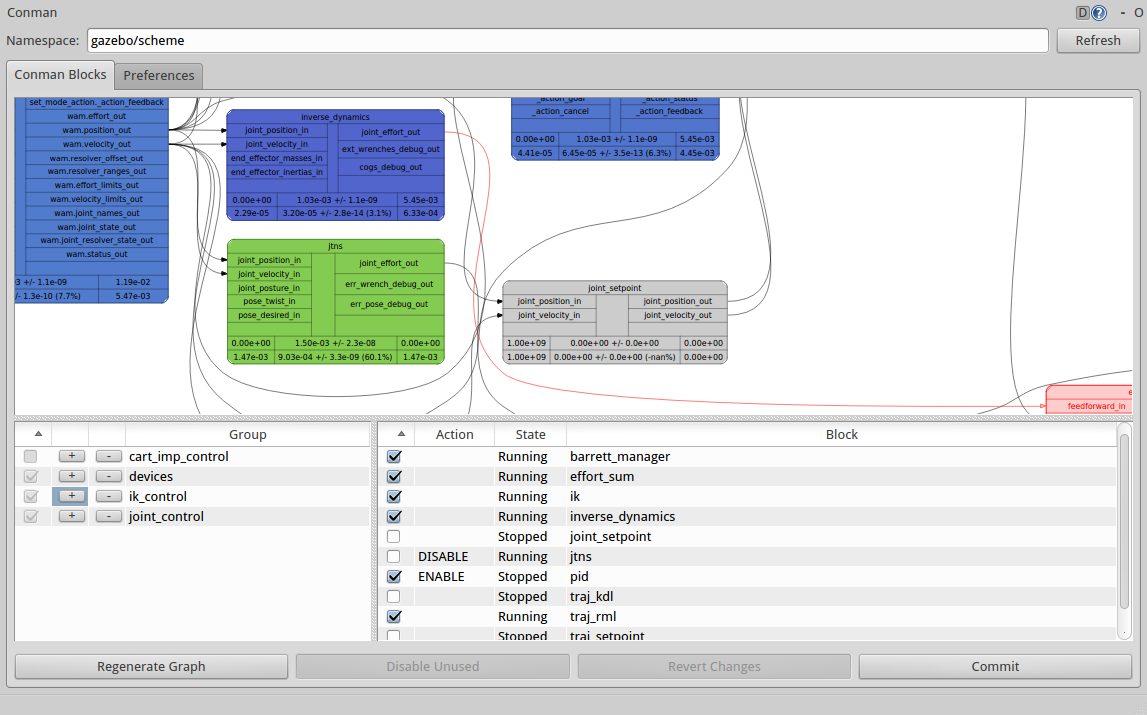 Conman
D ? - O
Namespace: gazebo/scheme Refresh
Conman Blocks Preferences
set_mode_action._action_feedback
wam.effort_out
wam.position_out
wam.velocity_out
wam.resolver_offset_out
wam.resolver_ranges_out
wam.effort_limits_out
wam.velocity_limits_out
wam.joint_names_out
wam.joint_state_out
wam.joint_resolver_state_out
wam.status_out
3 +/- 1.1e-09 1.19e-02
/- 1.3e-10 (7.7%) 5.47e-03
inverse_dynamics
joint_position_in
joint_velocity_in
end_effector_masses_in
end_effector_inertias_in
joint_effort_out
ext_wrenches_debug_out
cogs_debug_out
0.00e+00 1.03e-03 +/- 1.1e-09 5.45e-03
2.29e-05 3.20e-05 +/- 2.8e-14 (3.1%) 6.33e-04
_action_goal _action_status
_action_cancel _action_feedback
0.00e+00 1.03e-03 +/- 1.1e-09 5.45e-03
4.41e-05 6.45e-05 +/- 3.5e-13 (6.3%) 4.45e-03
jtns
joint_position_in
joint_velocity_in
joint_posture_in
pose_twist_in
pose_desired_in
joint_effort_out
err_wrench_debug_out
err_pose_debug_out
0.00e+00 1.50e-03 +/- 2.3e-08 0.00e+00
1.47e-03 9.03e-04 +/- 3.3e-09 (60.1%) 1.47e-03
joint_setpoint
joint_position_in joint_position_out
joint_velocity_in joint_velocity_out
1.00e+09 0.00e+00 +/- 0.0e+00 0.00e+00
1.00e+09 0.00e+00 +/- 0.0e+00 (-nan%) 0.00e+00
e
feedforward_in
Group
+ - cart_imp_control
+ - devices
+ - ik_control
+ - joint_control
Action State Block
Running barrett_manager
Running effort_sum
Running ik
Running inverse_dynamics
Stopped joint_setpoint
DISABLE Running jtns
ENABLE Stopped pid
Stopped traj_kdl
Running traj_rml
Stopped traj_setpoint
Regenerate Graph Disable Unused Revert Changes Commit